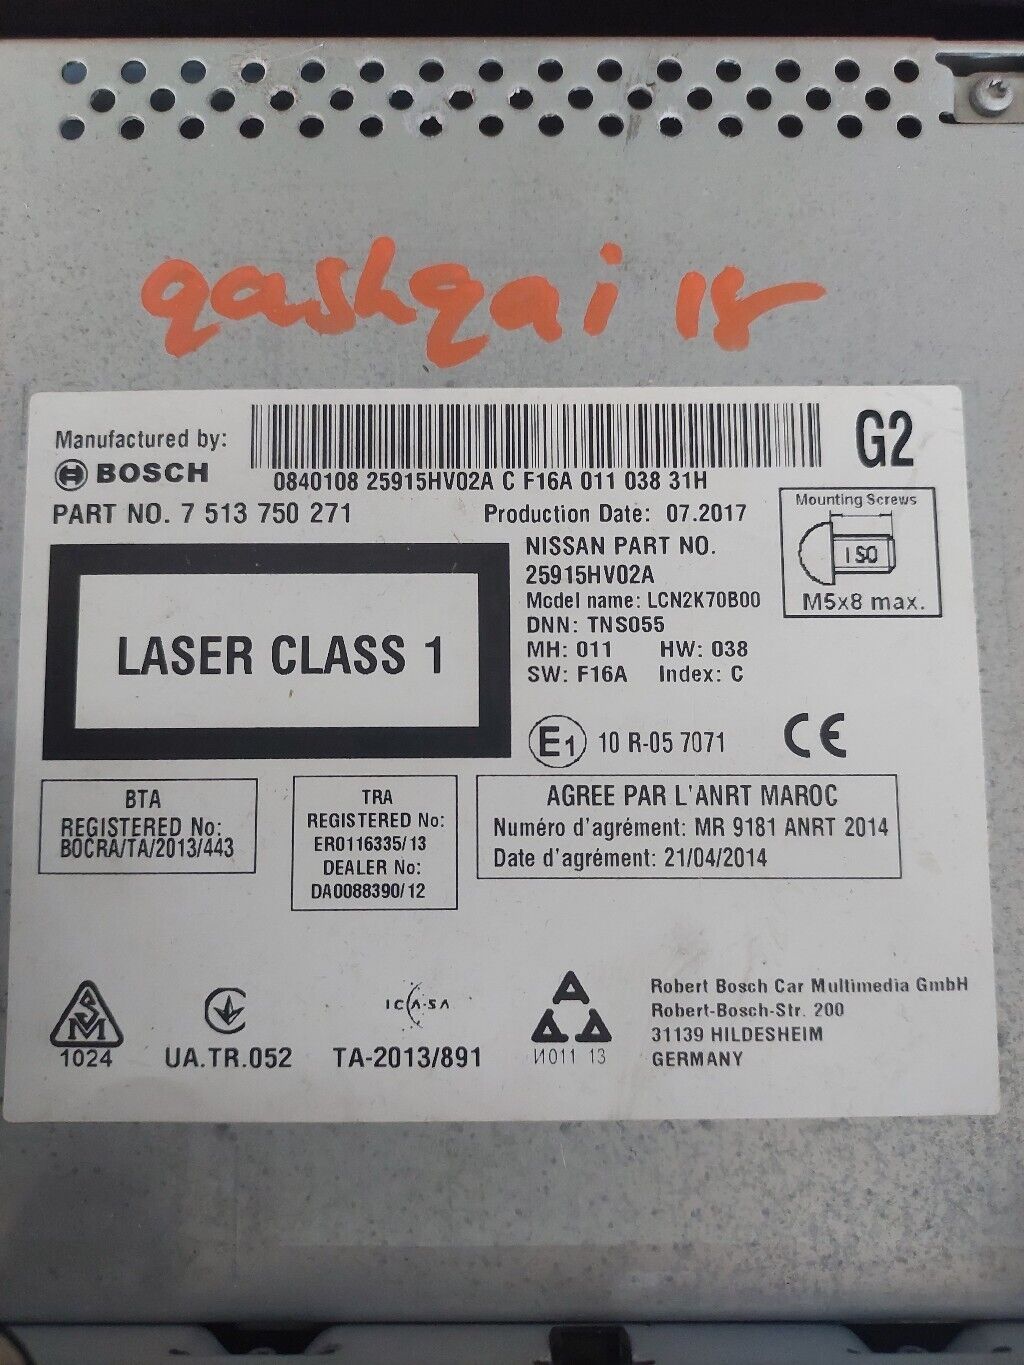 qashqai 18
Manufactured by:
BOSCH
0840108 25915HV02A C F16A 011 038 31H
G2
PART NO. 7 513 750 271
Production Date: 07.2017
Mounting Screws
ISO
M5x8 max.
NISSAN PART NO.
25915HV02A
Model name: LCN2K70B00
DNN: TNS055
MH: 011 HW: 038
SW: F16A Index: C
LASER CLASS 1
E1 10 R-05 7071 CE
BTA
REGISTERED No:
BOCRA/TA/2013/443
TRA
REGISTERED No:
ER0116335/13
DEALER No:
DA0088390/12
AGREE PAR L'ANRT MAROC
Numéro d'agrément: MR 9181 ANRT 2014
Date d'agrément: 21/04/2014
SM
1024
UA.TR.052
ICASA
TA-2013/891
И011 13
Robert Bosch Car Multimedia GmbH
Robert-Bosch-Str. 200
31139 HILDESHEIM
GERMANY